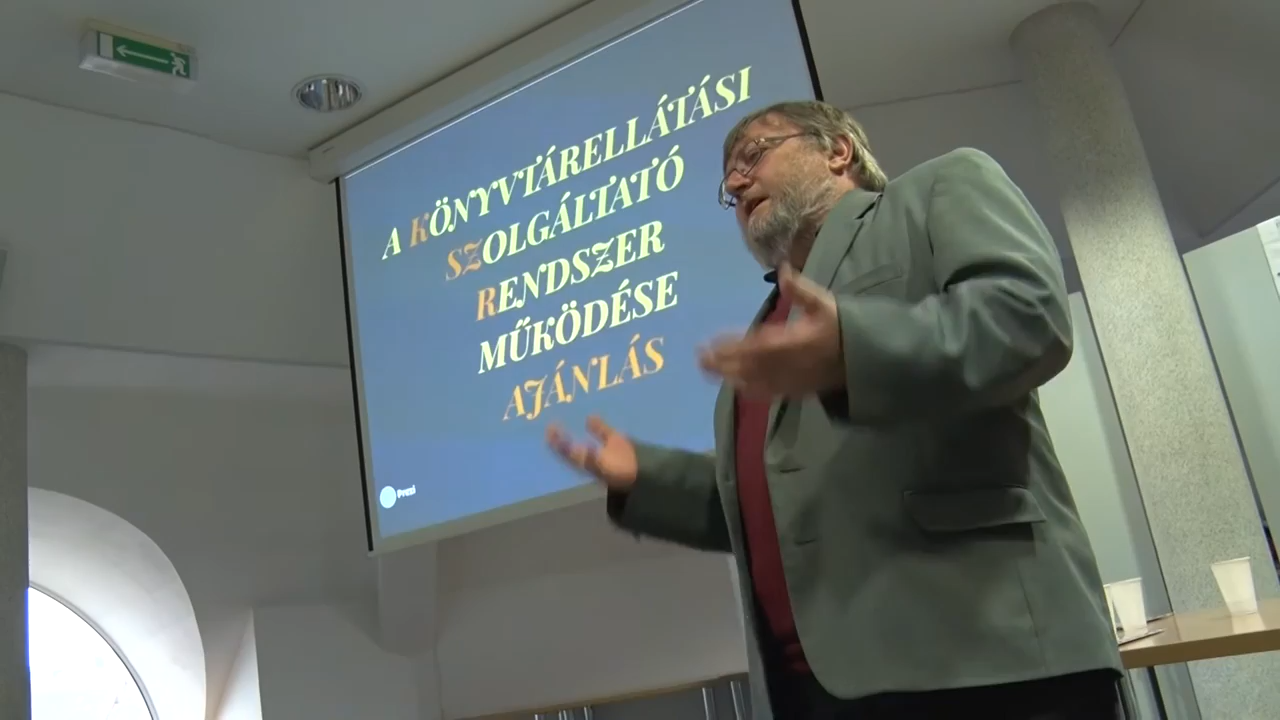 A KÖNYVTÁRELLÁTÁSI
SZOLGÁLTATÓ
RENDSZER
MŰKÖDÉSE
AJÁNLÁS
Prezi